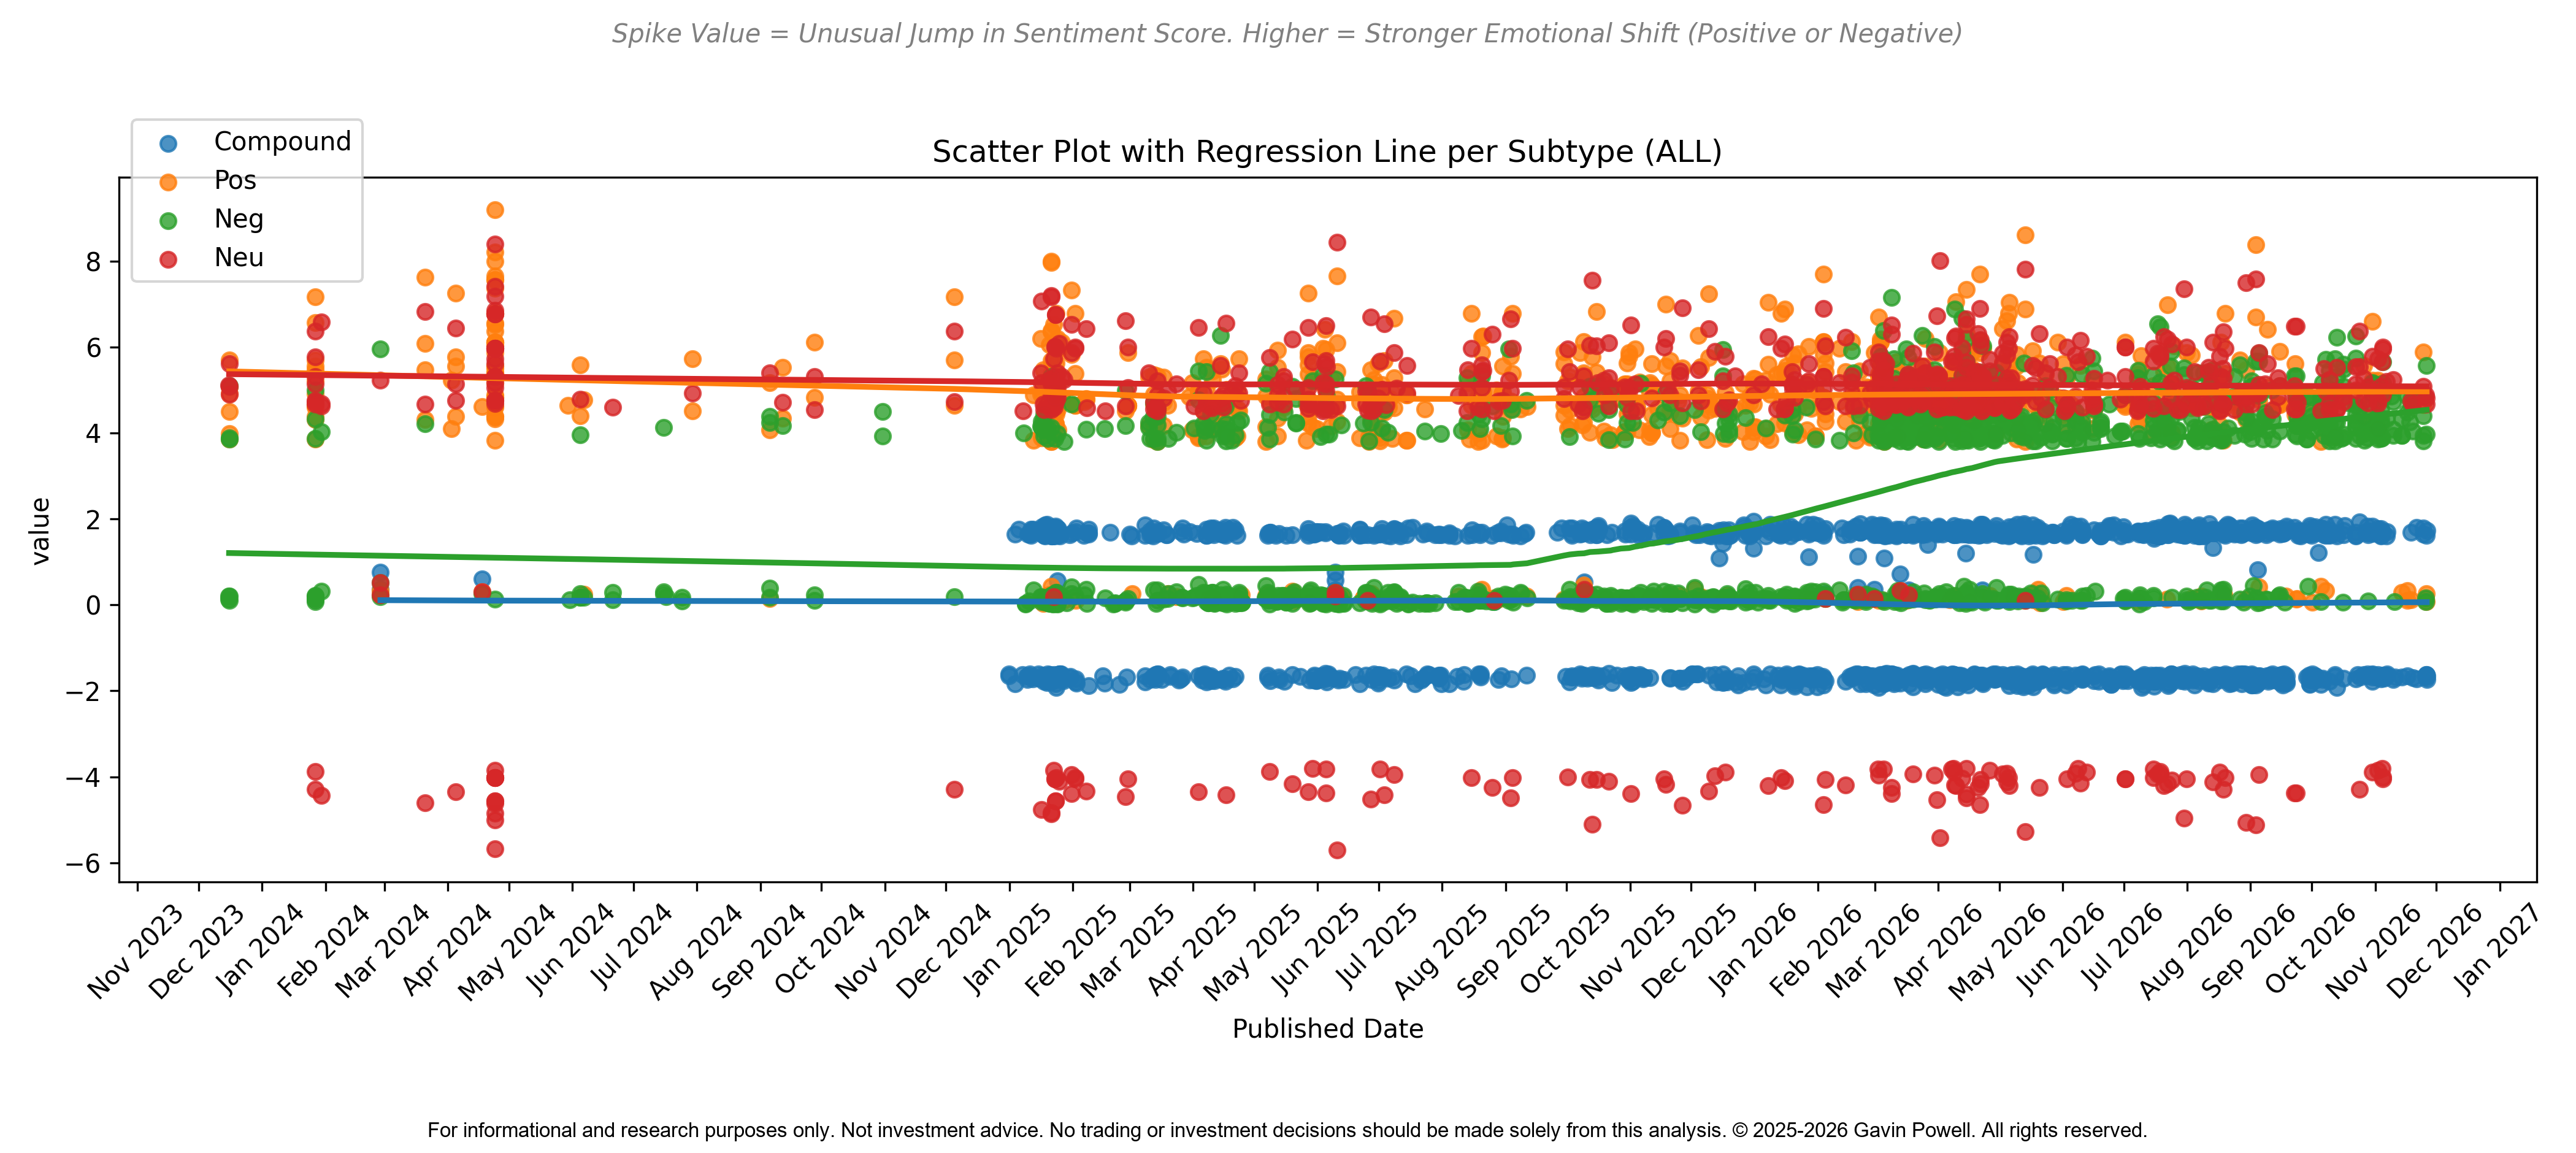 Spike Value = Unusual Jump in Sentiment Score. Higher = Stronger Emotional Shift (Positive or Negative)
Scatter Plot with Regression Line per Subtype (ALL)
Compound
Pos
Neg
Neu
value
8
6
4
2
0
−2
−4
−6
Nov 2023
Dec 2023
Jan 2024
Feb 2024
Mar 2024
Apr 2024
May 2024
Jun 2024
Jul 2024
Aug 2024
Sep 2024
Oct 2024
Nov 2024
Dec 2024
Jan 2025
Feb 2025
Mar 2025
Apr 2025
May 2025
Jun 2025
Jul 2025
Aug 2025
Sep 2025
Oct 2025
Nov 2025
Dec 2025
Jan 2026
Feb 2026
Mar 2026
Apr 2026
May 2026
Jun 2026
Jul 2026
Aug 2026
Sep 2026
Oct 2026
Nov 2026
Dec 2026
Jan 2027
Published Date
For informational and research purposes only. Not investment advice. No trading or investment decisions should be made solely from this analysis. © 2025-2026 Gavin Powell. All rights reserved.